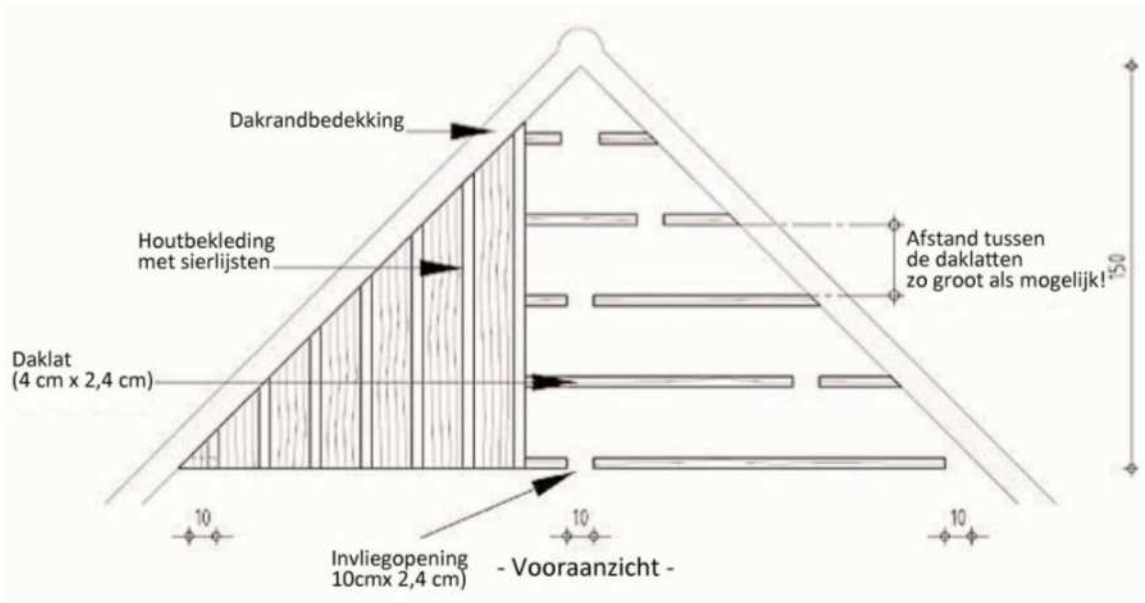 Dakrandbedekking
Houtbekleding
met sierlijsten
Afstand tussen
de daklatten
zo groot als mogelijk!
150
Daklat
(4 cm x 2,4 cm)
10
10
10
Invliegopening
10cmx 2,4 cm)
- Vooraanzicht -